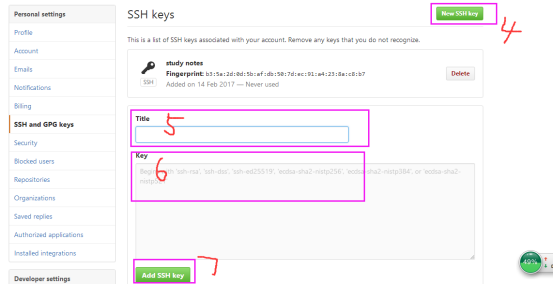 Personal settings
Profile
Account
Emails
Notifications
Billing
SSH and GPG keys
Security
Blocked users
Repositories
Organizations
Saved replies
Authorized applications
Installed integrations
Developer settings
SSH keys
New SSH key
4
This is a list of SSH keys associated with your account. Remove any keys that you do not recognize.
study notes
Fingerprint: b3:5e:2d:0d:5b:af:db:50:7d:ec:91:a4:23:8a:c8:b7
SSH
Added on 14 Feb 2017 — Never used
Delete
Title
5
Key
6
with 'ssh-rsa', 'ssh-dss', 'ssh-ed25519', 'ecdsa-sha2-nistp256', 'ecdsa-sha2-nistp384', or 'ecdsa-sha2-
Add SSH key
7
49%